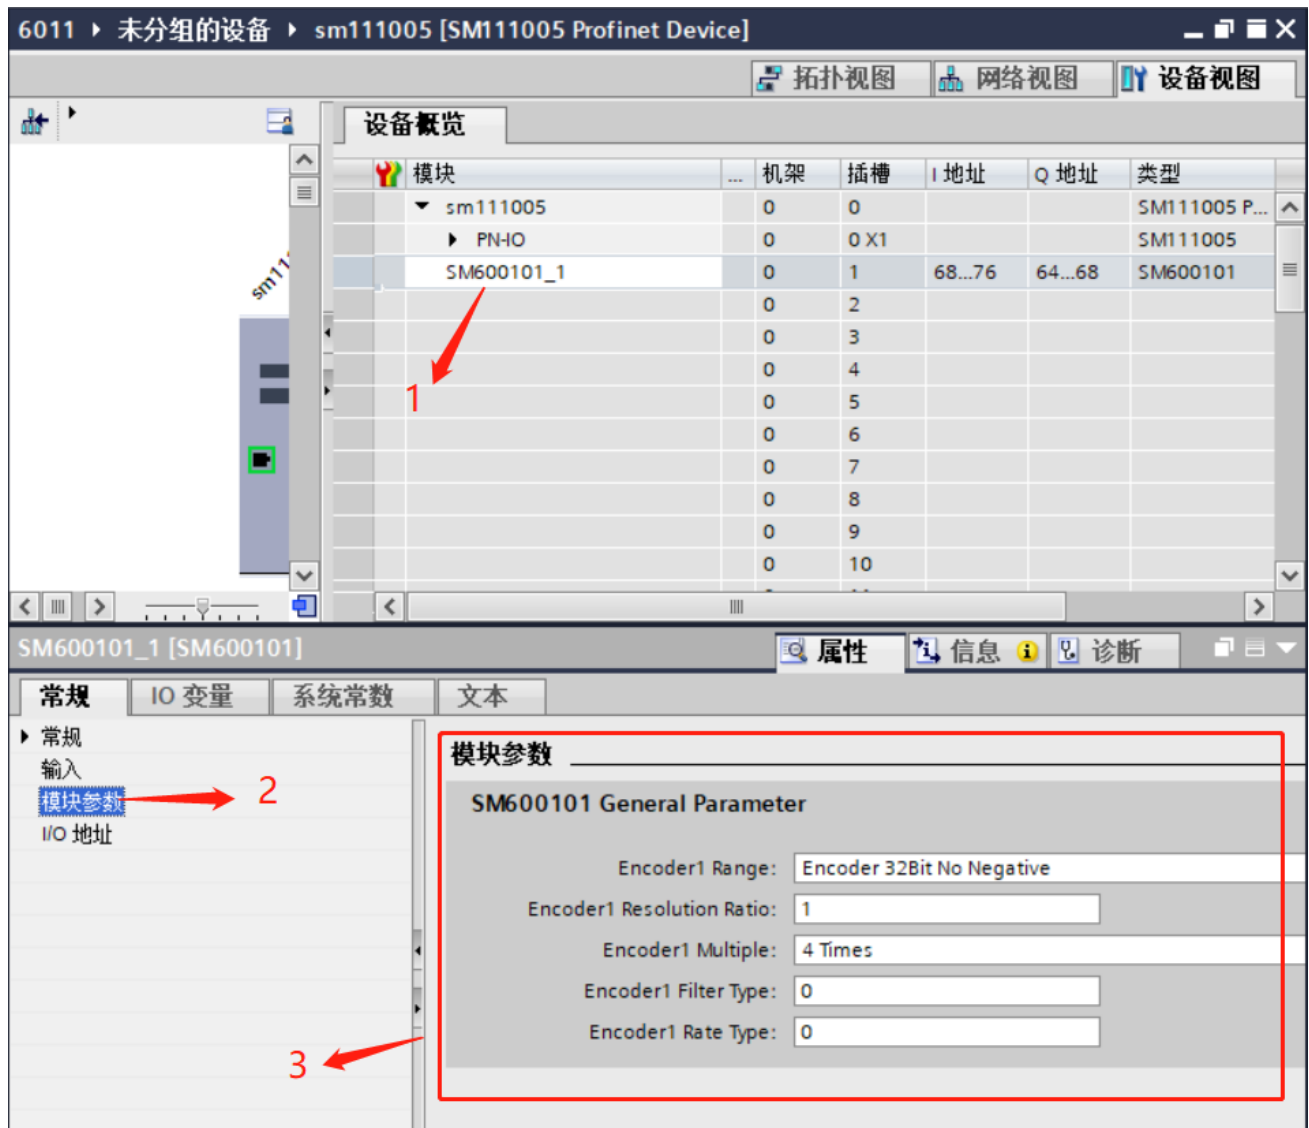 6011 ▸ 未分组的设备 ▸ sm111005 [SM111005 Profinet Device]
拓扑视图 网络视图 设备视图
设备概览
模块 ... 机架 插槽 I 地址 Q 地址 类型
sm111005 0 0 SM111005 P...
PN-IO 0 0 X1 SM111005
SM600101_1 0 1 68...76 64...68 SM600101
0 2
0 3
0 4
0 5
0 6
0 7
0 8
0 9
0 10
sm11
1
SM600101_1 [SM600101]
属性 信息 诊断
常规 IO 变量 系统常数 文本
常规
输入
模块参数
I/O 地址
2
3
模块参数
SM600101 General Parameter
Encoder1 Range: Encoder 32Bit No Negative
Encoder1 Resolution Ratio: 1
Encoder1 Multiple: 4 Times
Encoder1 Filter Type: 0
Encoder1 Rate Type: 0